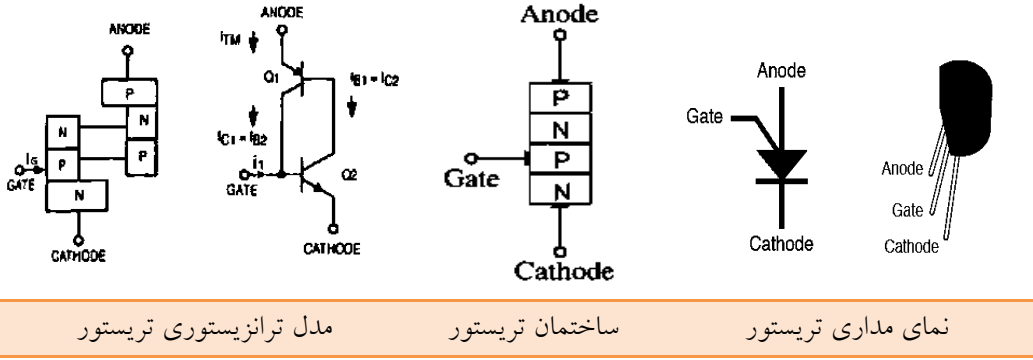 ANODE
P
N
N
P
P
N
IG
GATE
CATHODE
ANODE
iTM
Q1
IB1 = IC2
IC1 = IB2
i1
GATE
Q2
CATHODE
Anode
P
N
P
N
Gate
Cathode
Anode
Gate
Cathode
Anode
Gate
Cathode
نمای مداری تریستور
ساختمان تریستور
مدل ترانزیستوری تریستور